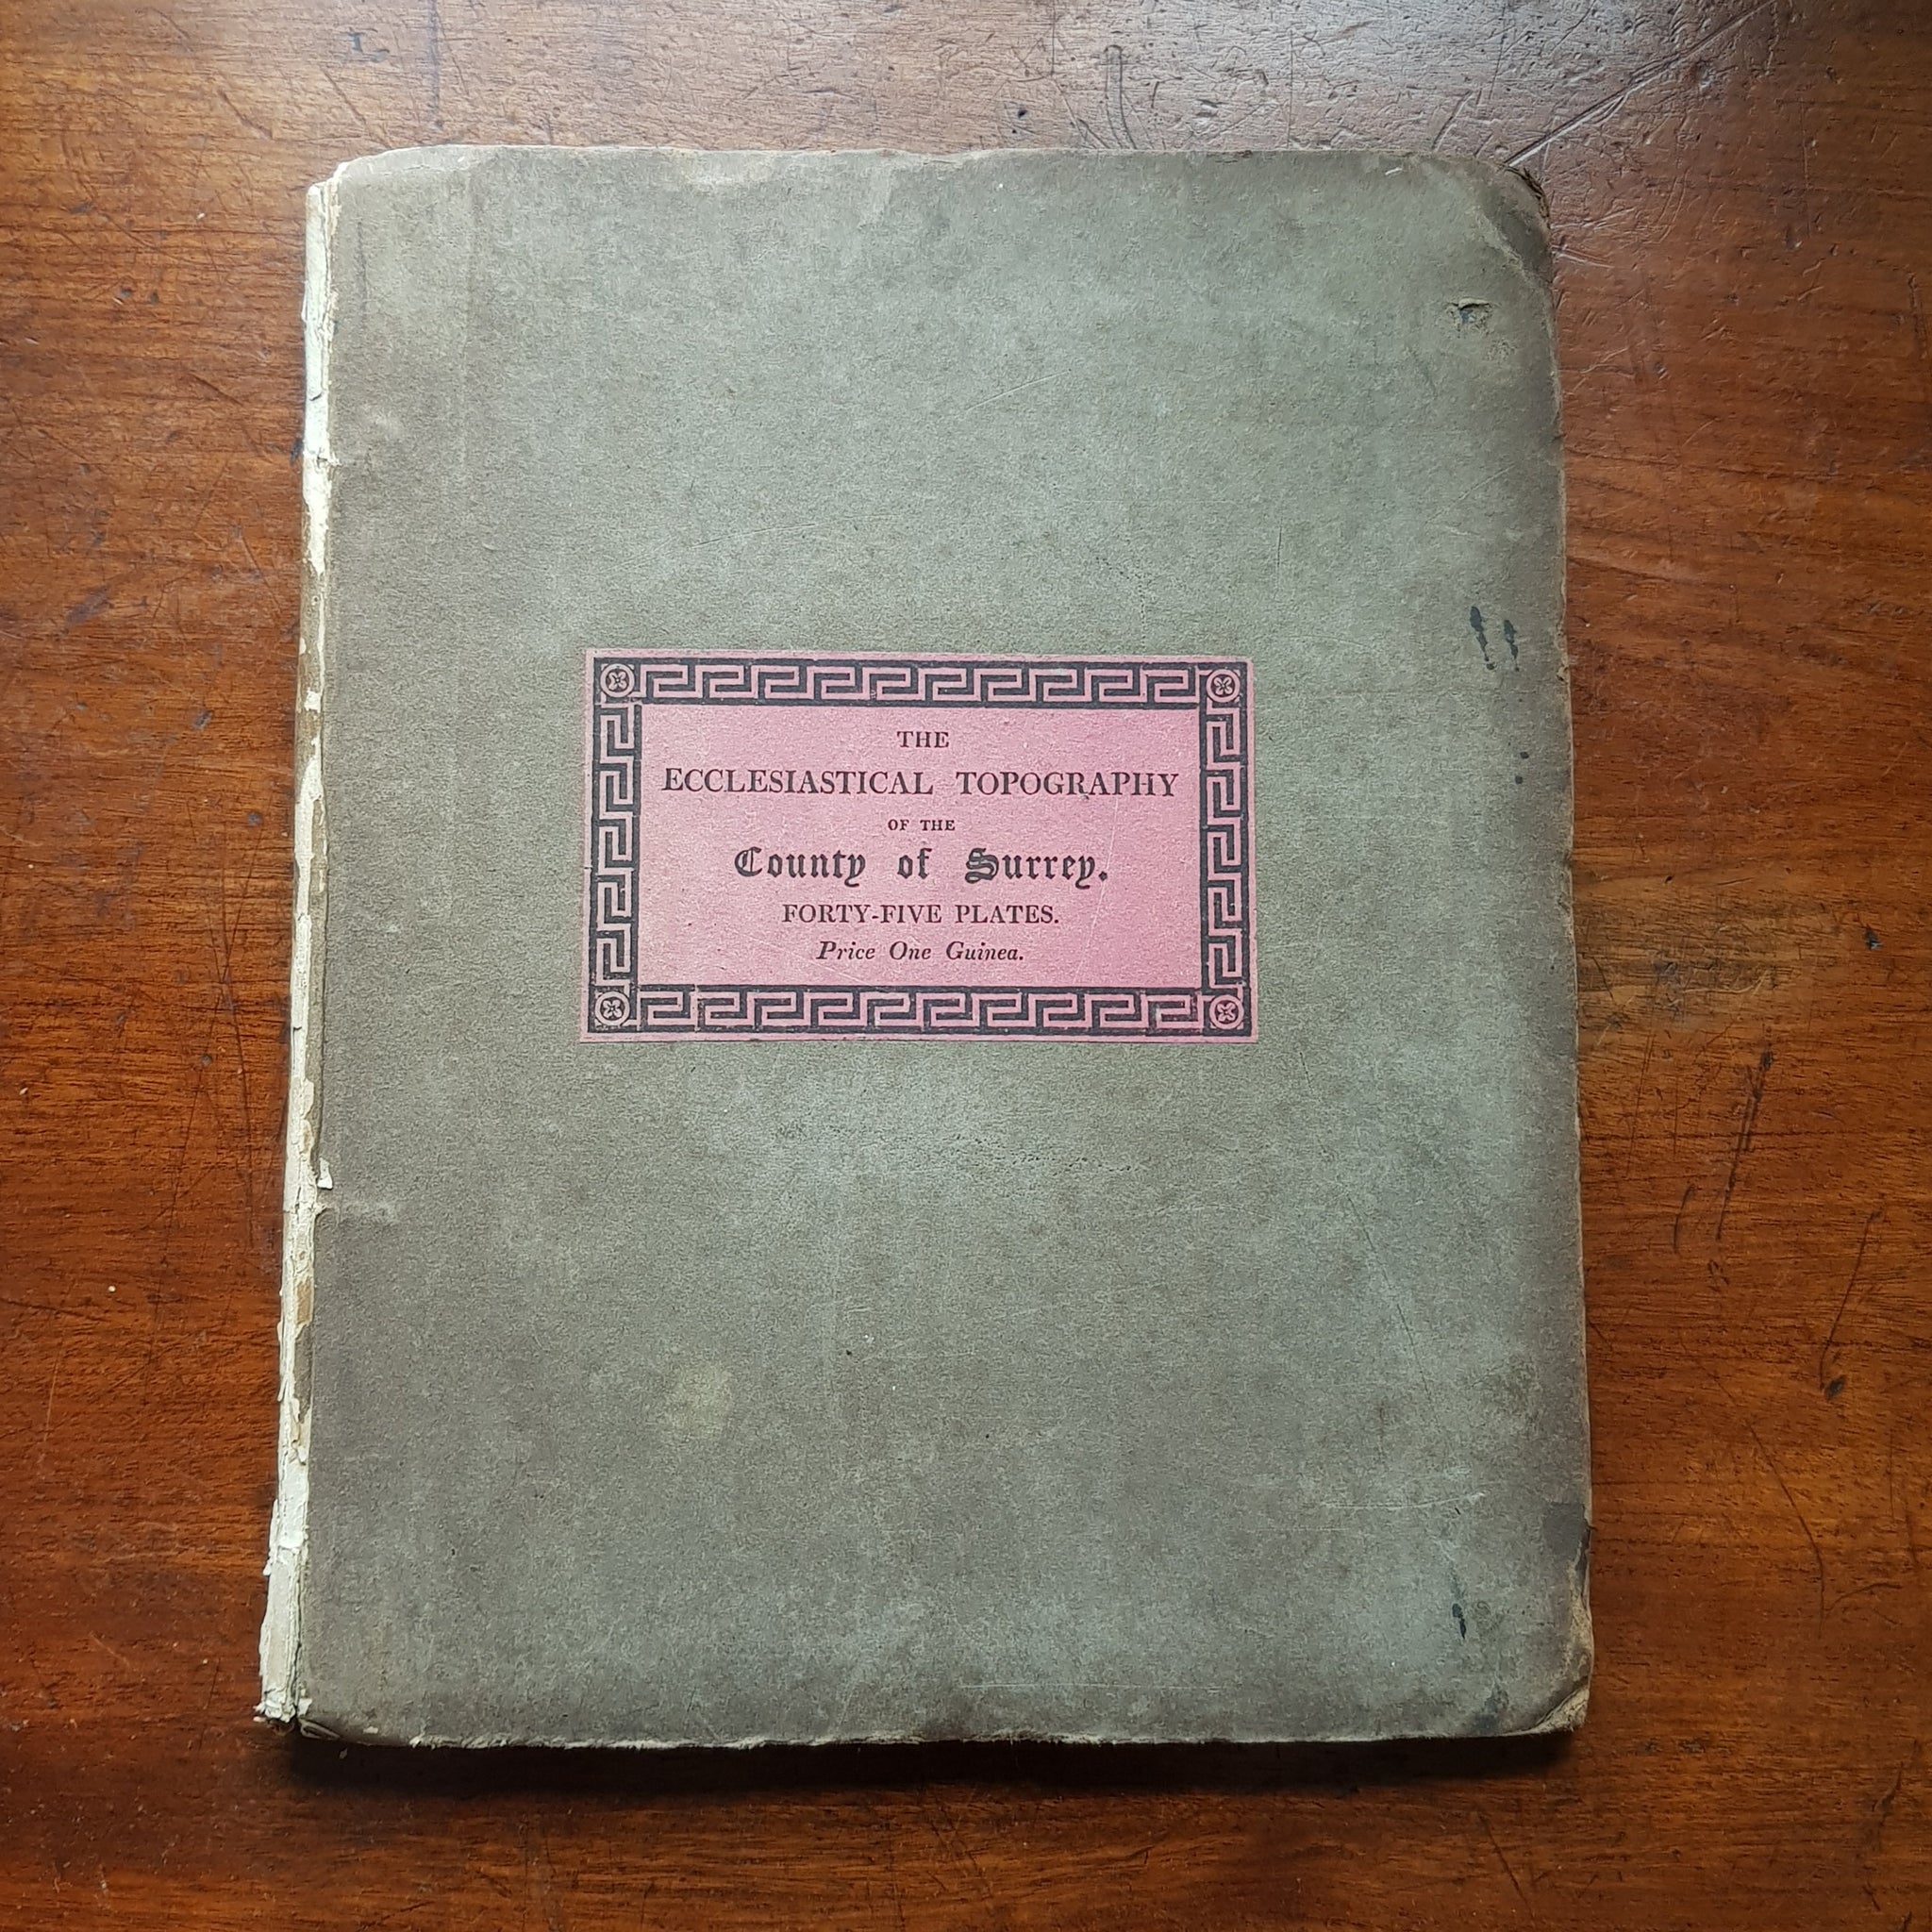 THE
ECCLESIASTICAL TOPOGRAPHY
OF THE
County of Surrey.
FORTY-FIVE PLATES.
Price One Guinea.